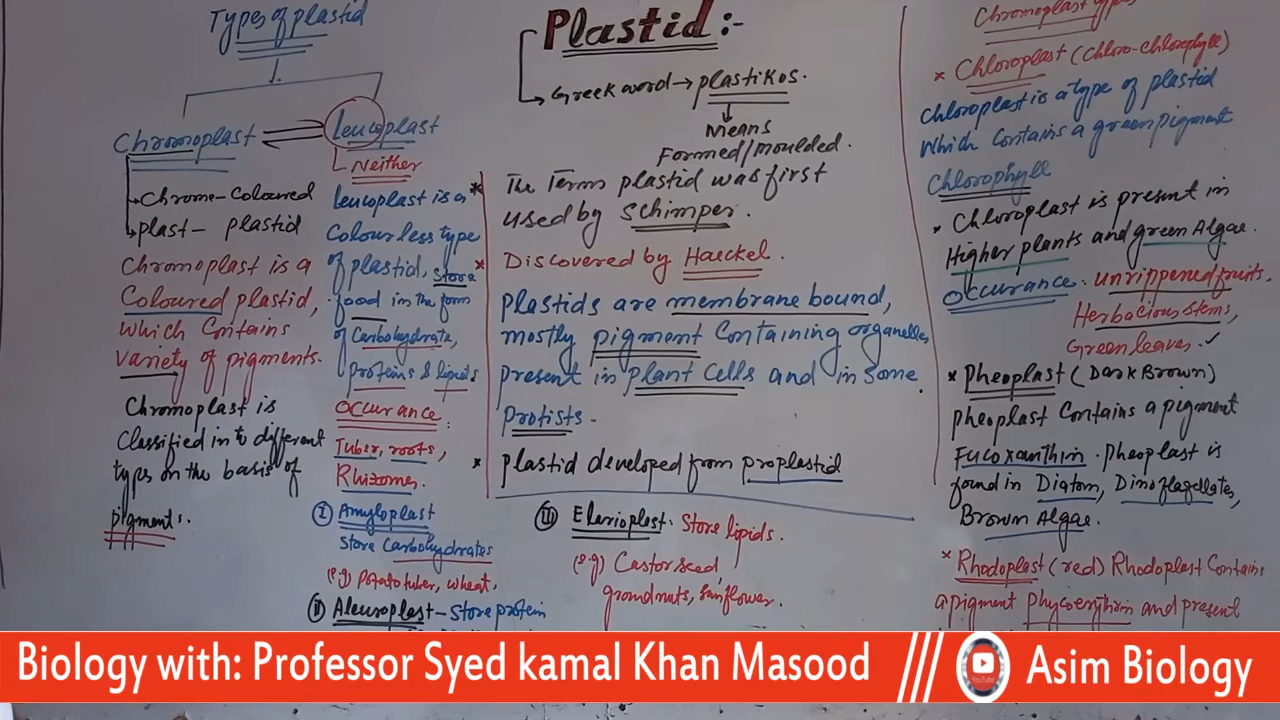 Types of plastid
Chromoplast
leucoplast
Chrome-Coloured
plast- plastid
Chromoplast is a
Coloured plastid,
which Contains
variety of pigments.
Chromoplast is
Classified in to different
types on the basis of
pigments.
Neither
leucoplast is a
Colourless type
of plastid, store
food in the form
of Carbohydrate,
proteins & lipids.
Occurance:
Tuber, roots,
Rhizomes.
I Amyloplast
Store Carbohydrates
(e.g) Potato tuber, wheat,
II Aleuroplast - Store protein
Plastid:-
Greek word → plastikos.
Means
Formed/moulded.
* The Term plastid was first
used by Schimper.
* Discovered by Haeckel.
plastids are membrane bound,
mostly pigment Containing organelles
present in plant Cells and in Some
Protists -
* plastid developed from proplastid
III Elaioplast. Store lipids.
(e.g) Castor seed,
groundnuts, Sunflower.
Chromoplast types
* Chloroplast (Chloro-chlorophyll)
Chloroplast is a type of plastid
which Contains a green pigment
Chlorophyll
* Chloroplast is present in
Higher plants and green Algae.
Occurance. unrippened fruits,
Herbacious stems,
Green leaves.
* Pheoplast (Dark Brown)
pheoplast Contains a pigment
Fucoxanthin. Pheoplast is
found in Diatom, Dinoflagellates,
Brown Algae.
* Rhodoplast (red) Rhodoplast Contains
a pigment Phycoerythrin and present
Biology with: Professor Syed kamal Khan Masood
YouTube
Asim Biology